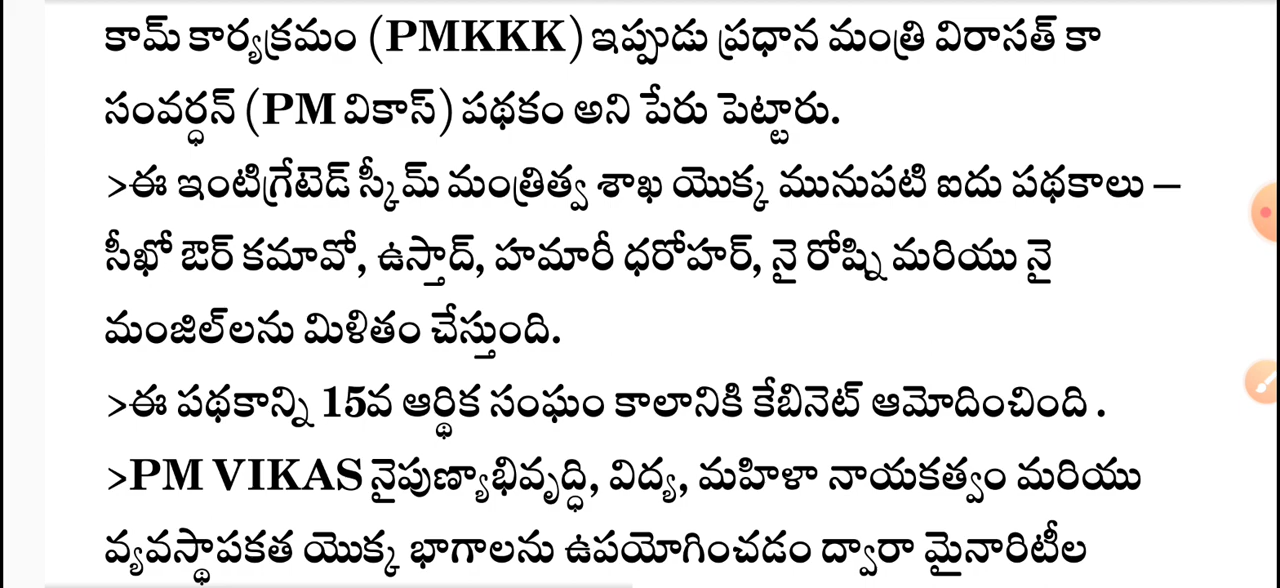 కామ్ కార్యక్రమం (PMKKK) ఇప్పుడు ప్రధాన మంత్రి విరాసత్ కా
సంవర్ధన్ (PM వికాస్) పథకం అని పేరు పెట్టారు.
>ఈ ఇంటిగ్రేటెడ్ స్కీమ్ మంత్రిత్వ శాఖ యొక్క మునుపటి ఐదు పథకాలు –
సీఖో ఔర్ కమావో, ఉస్తాద్, హమారీ ధరోహర్, నై రోష్ని మరియు నై
మంజిల్‌లను మిళితం చేస్తుంది.
>ఈ పథకాన్ని 15వ ఆర్థిక సంఘం కాలానికి కేబినెట్ ఆమోదించింది .
>PM VIKAS నైపుణ్యాభివృద్ధి, విద్య, మహిళా నాయకత్వం మరియు
వ్యవస్థాపకత యొక్క భాగాలను ఉపయోగించడం ద్వారా మైనారిటీల